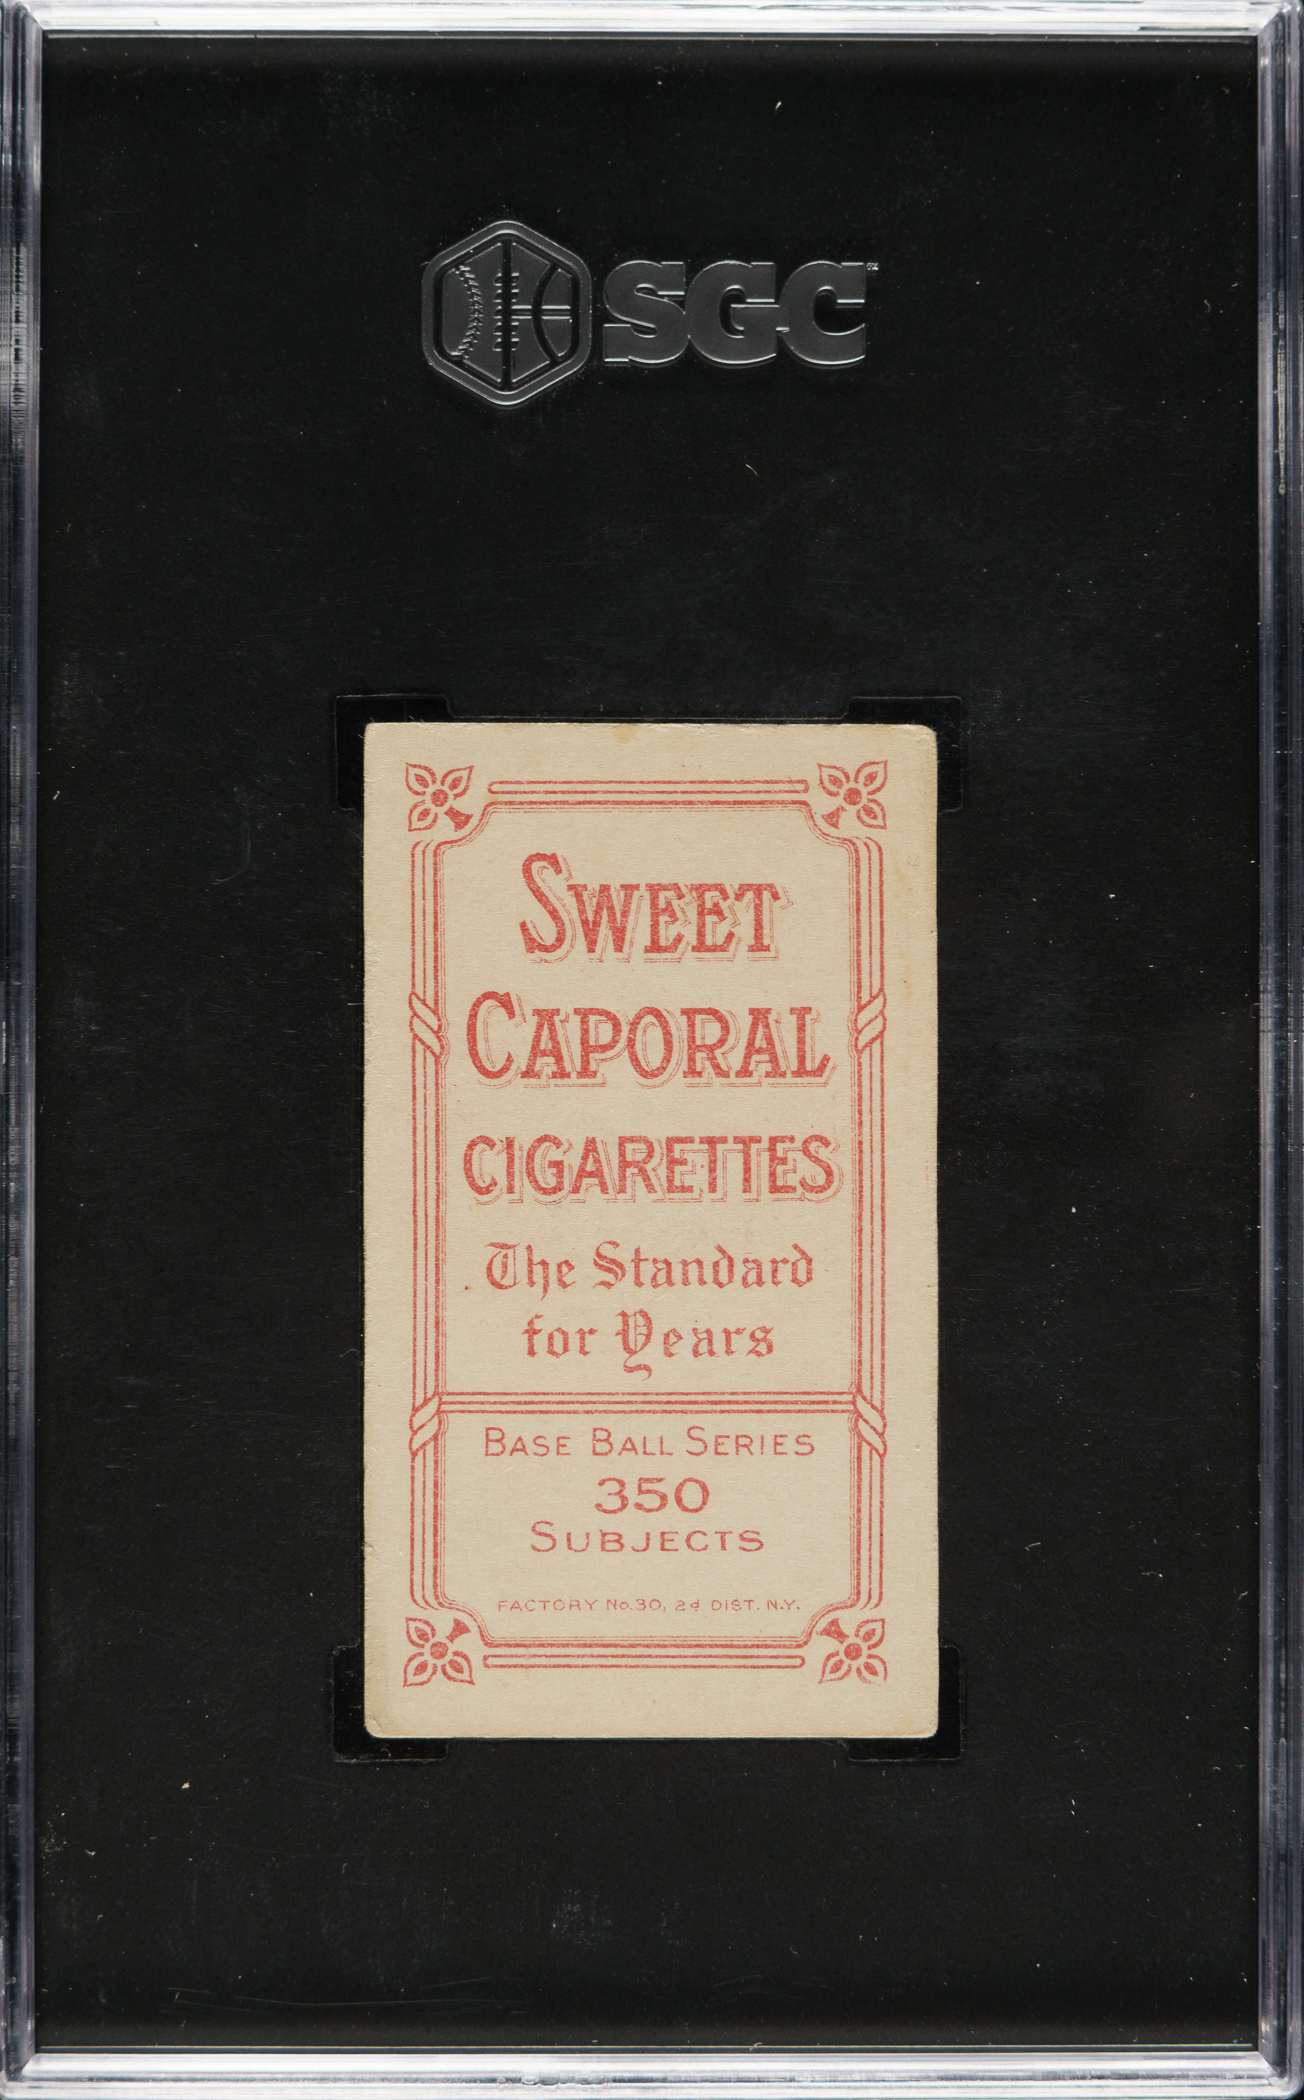 SGC
SWEET
CAPORAL
CIGARETTES
The Standard
for Years
BASE BALL SERIES
350
SUBJECTS
FACTORY No. 30, 2d DIST. N.Y.